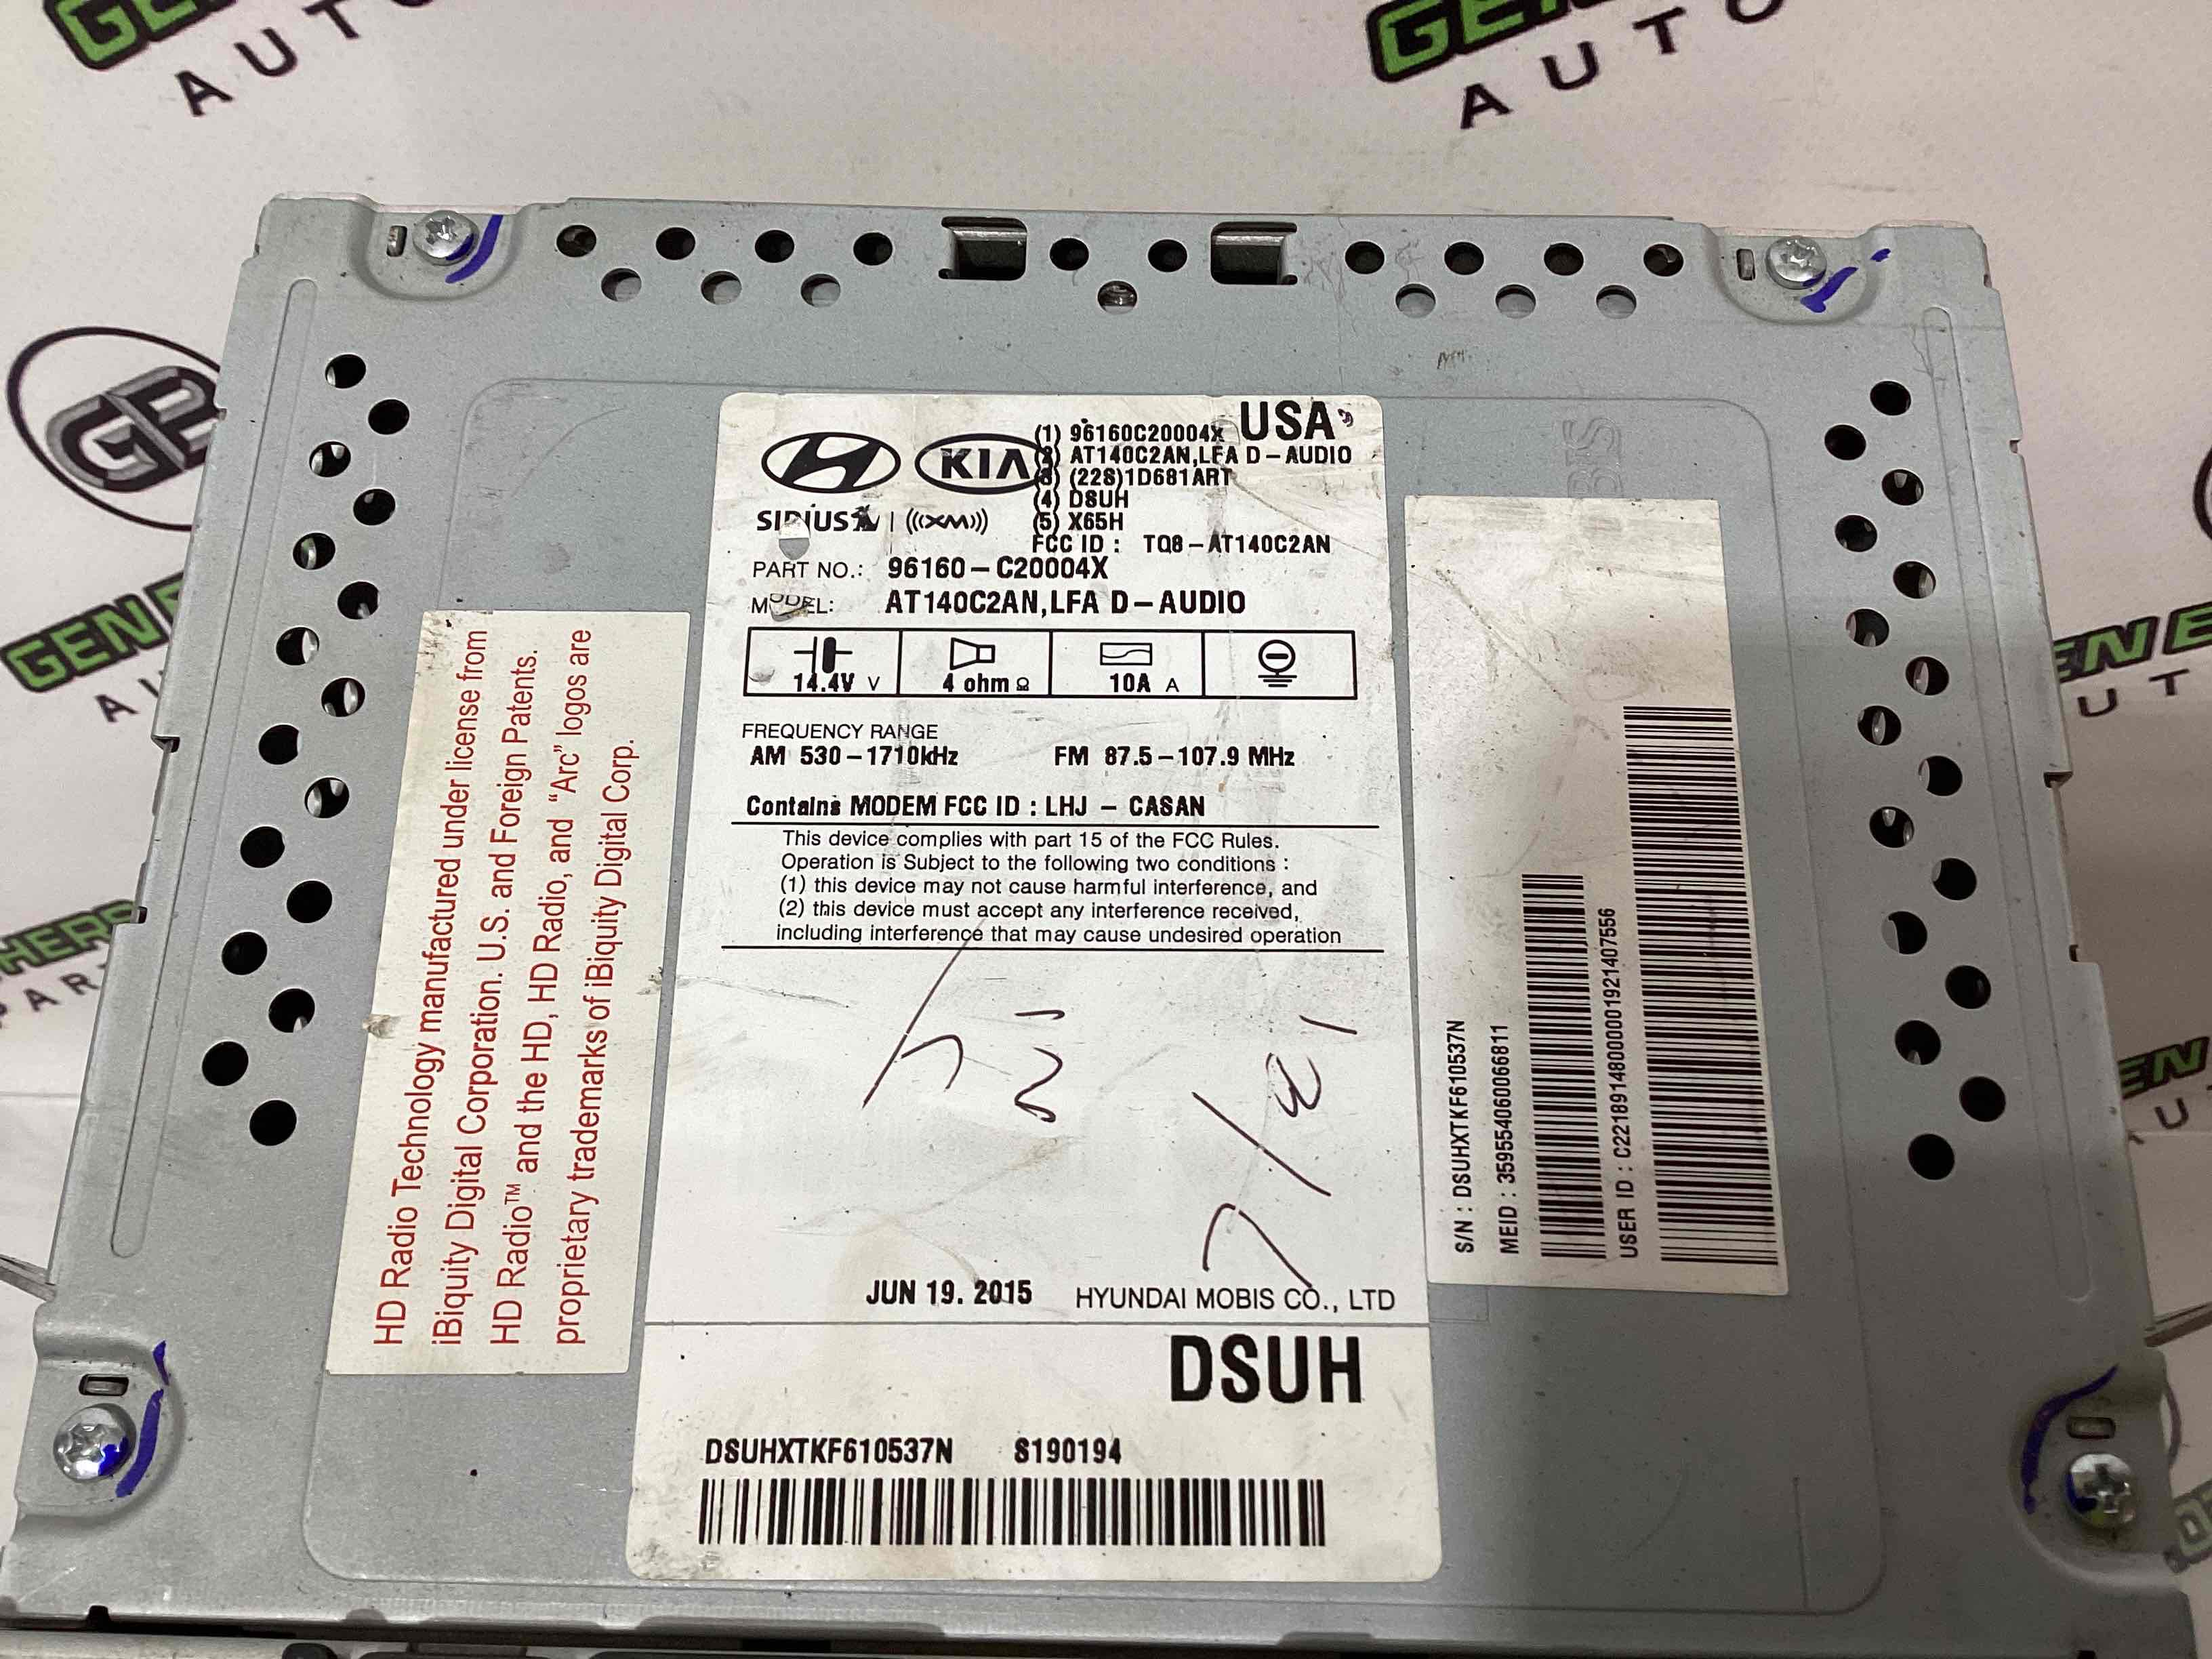 USA
(1) 96160C20004X
(2) AT140C2AN,LFA D-AUDIO
(3) (228)1D681ART
(4) DSUH
(5) X65H
FCC ID : TQ8-AT140C2AN
KIA
SIRIUS | ((XM))
PART NO.: 96160-C20004X
MODEL: AT140C2AN,LFA D-AUDIO
14.4V V 4 ohm Ω 10A A
FREQUENCY RANGE
AM 530-1710kHz FM 87.5-107.9 MHz
Contains MODEM FCC ID : LHJ - CASAN
This device complies with part 15 of the FCC Rules.
Operation is Subject to the following two conditions :
(1) this device may not cause harmful interference, and
(2) this device must accept any interference received,
including interference that may cause undesired operation
JUN 19. 2015 HYUNDAI MOBIS CO., LTD
DSUH
DSUHXTKF610537N S190194
HD Radio Technology manufactured under license from
iBiquity Digital Corporation. U.S. and Foreign Patents.
HD Radio™ and the HD, HD Radio, and “Arc” logos are
proprietary trademarks of iBiquity Digital Corp.
S/N : DSUHXTKF610537N
MEID : 35955406006811
USER ID : C2218914800001921407556
AUTO
AUTO